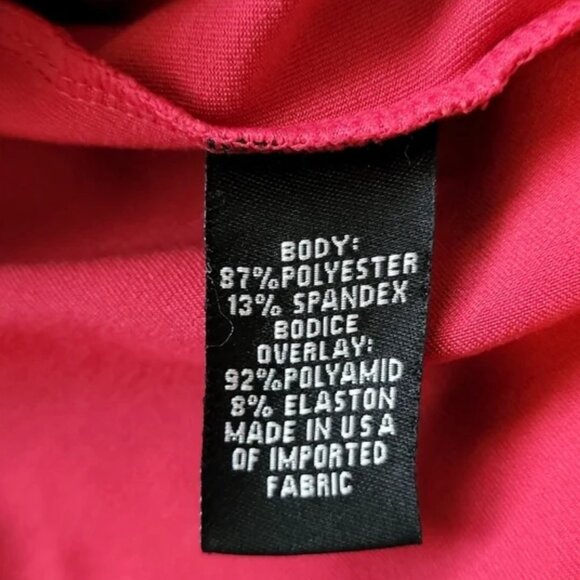 BODY:
87%POLYESTER
13% SPANDEX
BODICE
OVERLAY:
92%POLYAMID
8% ELASTON
MADE IN USA
OF IMPORTED
FABRIC